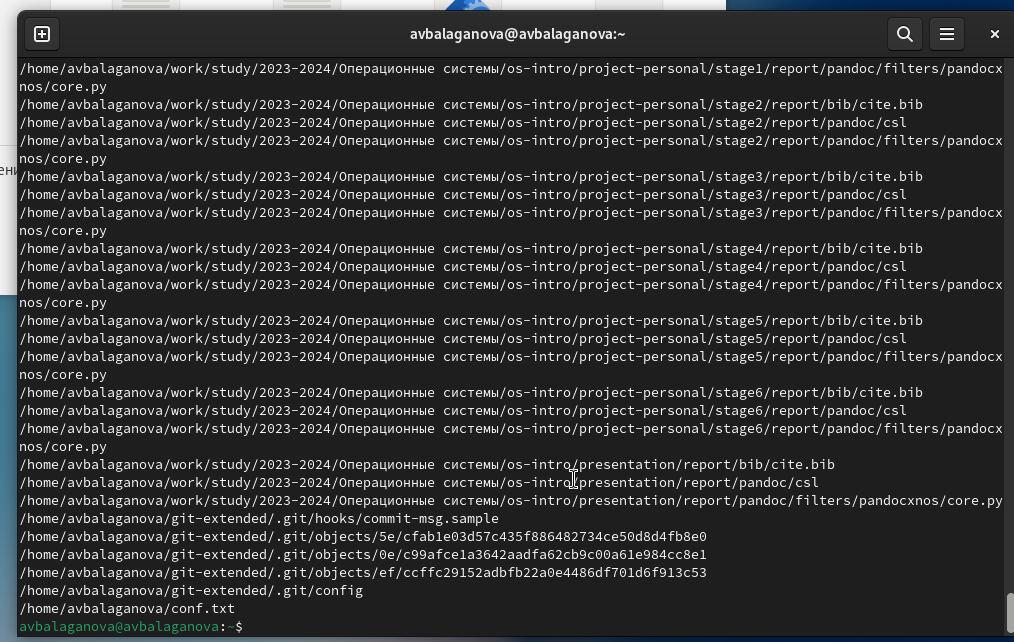 avbalaganova@avbalaganova:~
/home/avbalaganova/work/study/2023-2024/Операционные системы/os-intro/project-personal/stage1/report/pandoc/filters/pandocx
nos/core.py
/home/avbalaganova/work/study/2023-2024/Операционные системы/os-intro/project-personal/stage2/report/bib/cite.bib
/home/avbalaganova/work/study/2023-2024/Операционные системы/os-intro/project-personal/stage2/report/pandoc/csl
/home/avbalaganova/work/study/2023-2024/Операционные системы/os-intro/project-personal/stage2/report/pandoc/filters/pandocx
nos/core.py
/home/avbalaganova/work/study/2023-2024/Операционные системы/os-intro/project-personal/stage3/report/bib/cite.bib
/home/avbalaganova/work/study/2023-2024/Операционные системы/os-intro/project-personal/stage3/report/pandoc/csl
/home/avbalaganova/work/study/2023-2024/Операционные системы/os-intro/project-personal/stage3/report/pandoc/filters/pandocx
nos/core.py
/home/avbalaganova/work/study/2023-2024/Операционные системы/os-intro/project-personal/stage4/report/bib/cite.bib
/home/avbalaganova/work/study/2023-2024/Операционные системы/os-intro/project-personal/stage4/report/pandoc/csl
/home/avbalaganova/work/study/2023-2024/Операционные системы/os-intro/project-personal/stage4/report/pandoc/filters/pandocx
nos/core.py
/home/avbalaganova/work/study/2023-2024/Операционные системы/os-intro/project-personal/stage5/report/bib/cite.bib
/home/avbalaganova/work/study/2023-2024/Операционные системы/os-intro/project-personal/stage5/report/pandoc/csl
/home/avbalaganova/work/study/2023-2024/Операционные системы/os-intro/project-personal/stage5/report/pandoc/filters/pandocx
nos/core.py
/home/avbalaganova/work/study/2023-2024/Операционные системы/os-intro/project-personal/stage6/report/bib/cite.bib
/home/avbalaganova/work/study/2023-2024/Операционные системы/os-intro/project-personal/stage6/report/pandoc/csl
/home/avbalaganova/work/study/2023-2024/Операционные системы/os-intro/project-personal/stage6/report/pandoc/filters/pandocx
nos/core.py
/home/avbalaganova/work/study/2023-2024/Операционные системы/os-intro/presentation/report/bib/cite.bib
/home/avbalaganova/work/study/2023-2024/Операционные системы/os-intro/presentation/report/pandoc/csl
/home/avbalaganova/work/study/2023-2024/Операционные системы/os-intro/presentation/report/pandoc/filters/pandocxnos/core.py
/home/avbalaganova/git-extended/.git/hooks/commit-msg.sample
/home/avbalaganova/git-extended/.git/objects/5e/cfab1e03d57c435f886482734ce50d8d4fb8e0
/home/avbalaganova/git-extended/.git/objects/0e/c99afce1a3642aadfa62cb9c00a61e984cc8e1
/home/avbalaganova/git-extended/.git/objects/ef/ccffc29152adbfb22a0e4486df701d6f913c53
/home/avbalaganova/git-extended/.git/config
/home/avbalaganova/conf.txt
avbalaganova@avbalaganova:~$